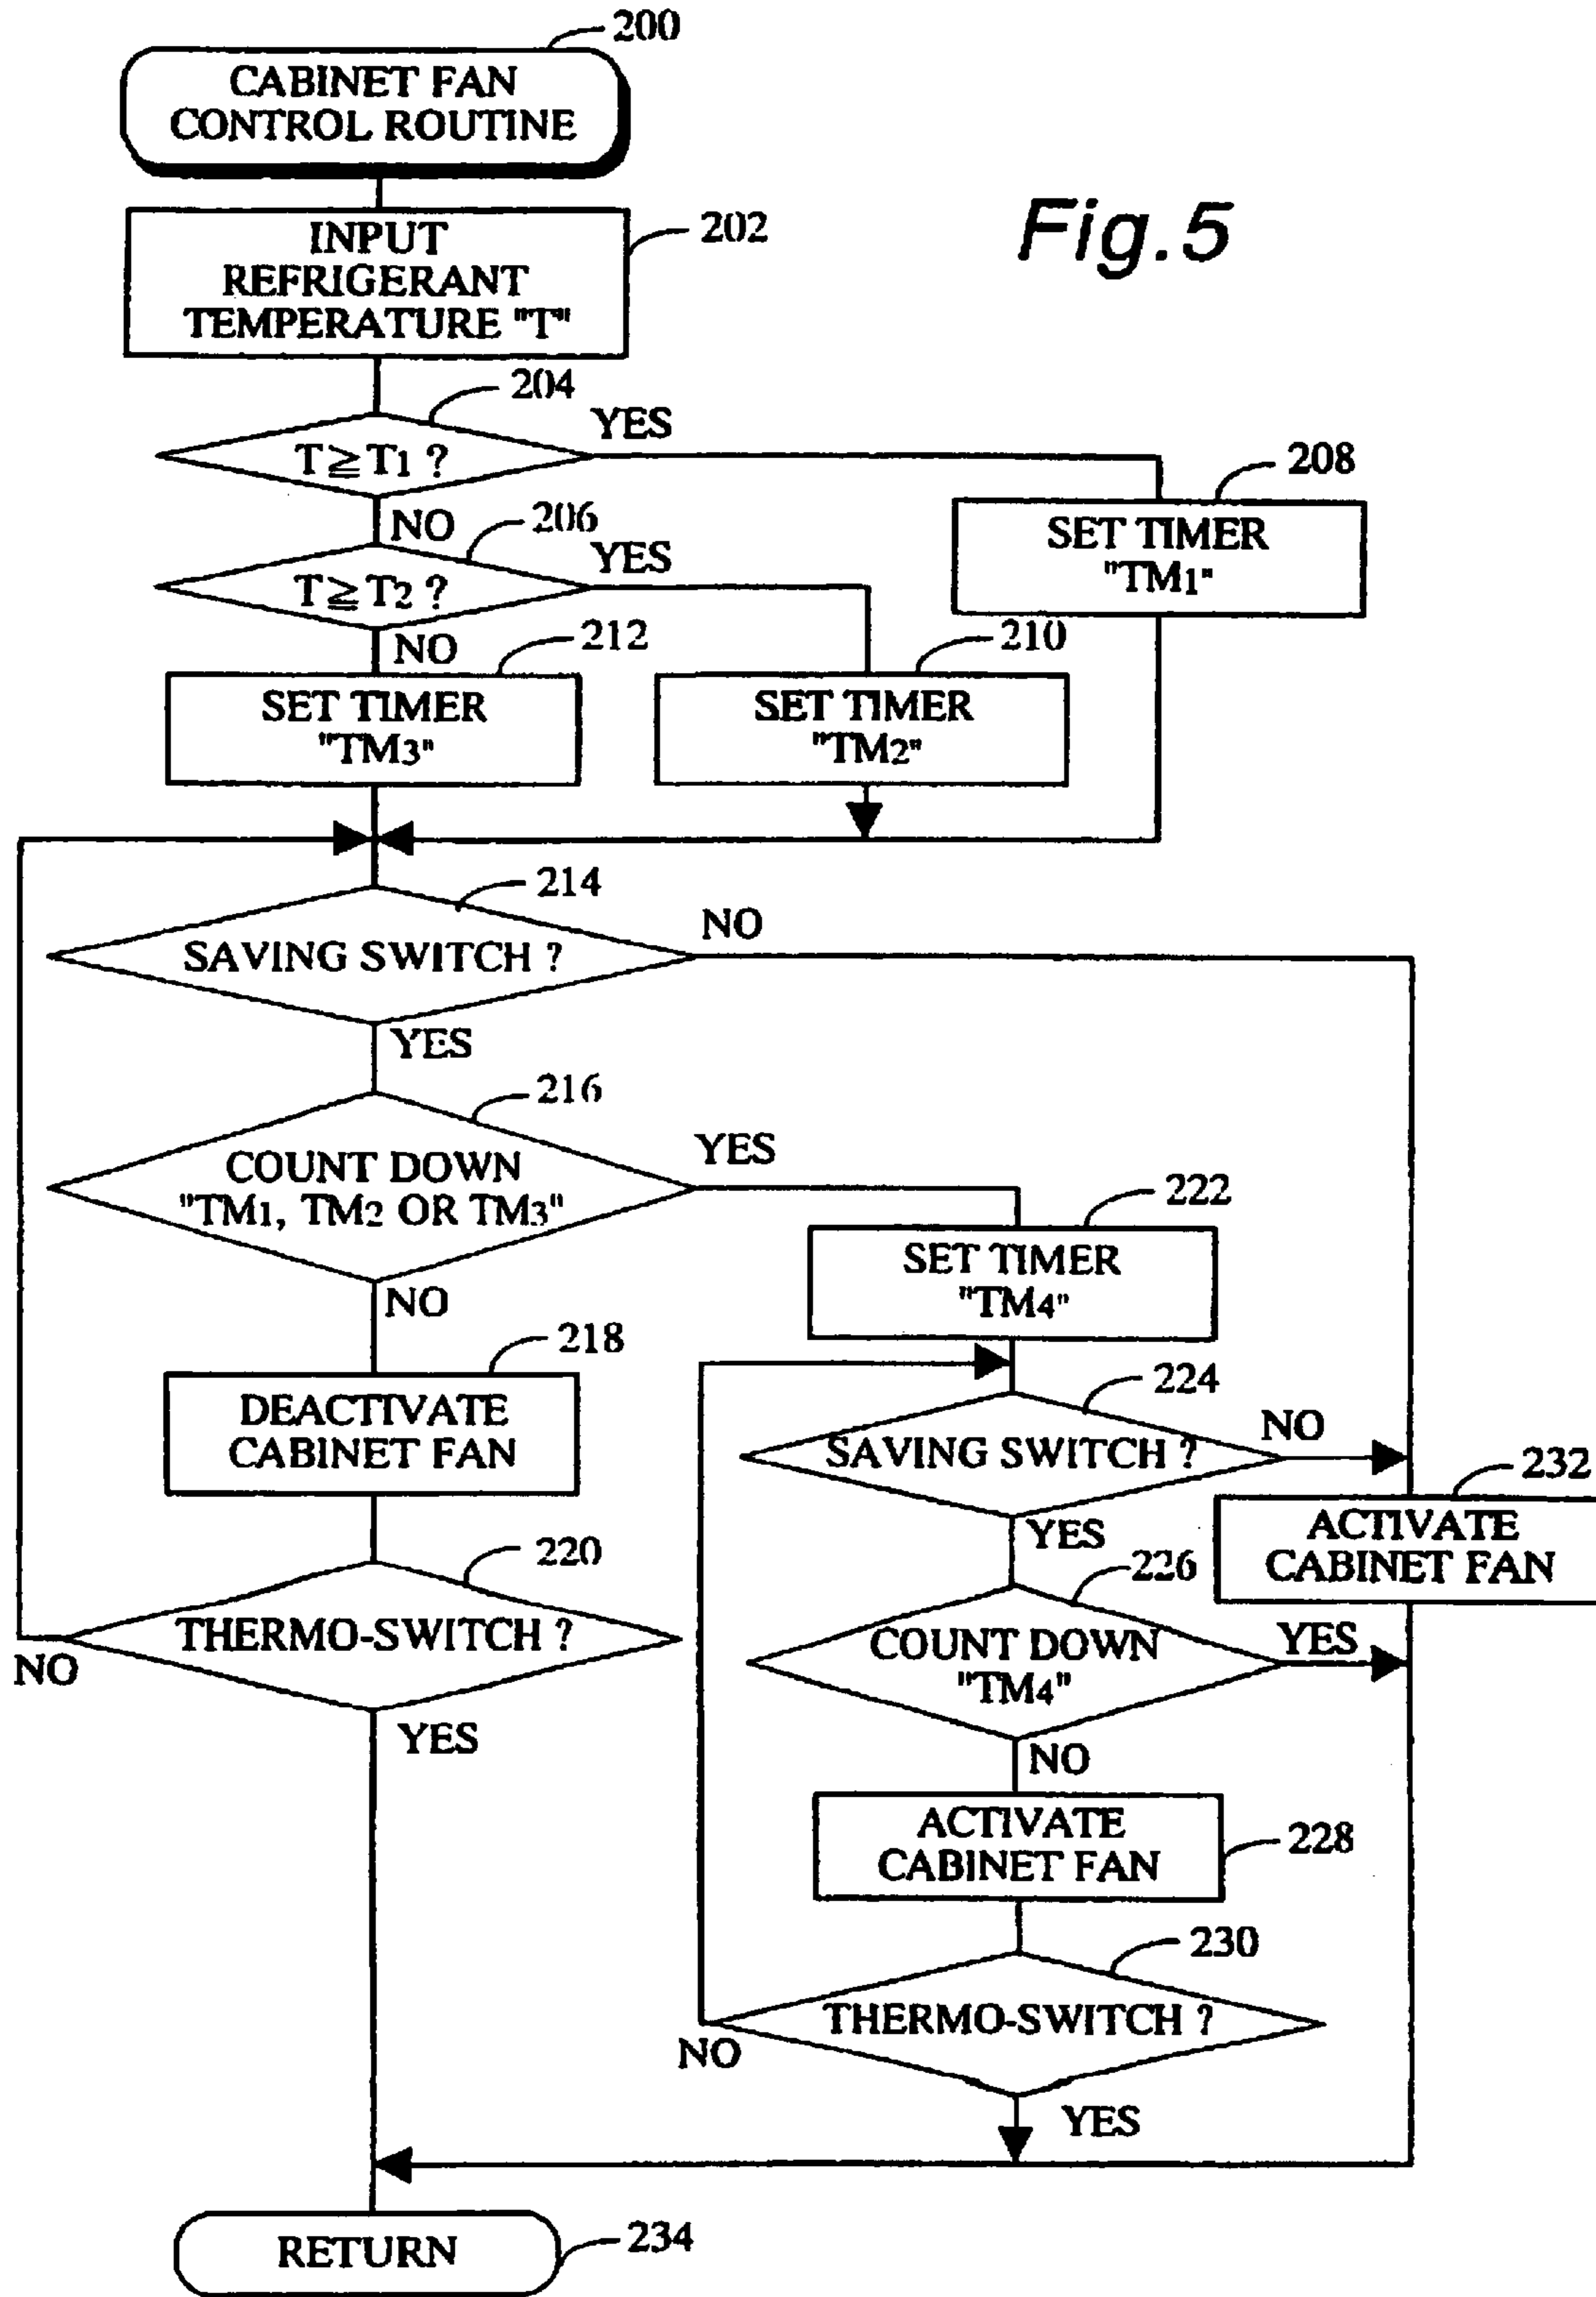 200
CABINET FAN
CONTROL ROUTINE
Fig.5
202
INPUT
REFRIGERANT
TEMPERATURE "T"
204
T≧T1 ?
YES
NO
208
SET TIMER
"TM1"
206
T≧T2 ?
YES
NO
212
SET TIMER
"TM3"
210
SET TIMER
"TM2"
214
SAVING SWITCH ?
NO
YES
216
COUNT DOWN
"TM1, TM2 OR TM3"
YES
NO
222
SET TIMER
"TM4"
218
DEACTIVATE
CABINET FAN
224
SAVING SWITCH ?
NO
YES
232
ACTIVATE
CABINET FAN
220
THERMO-SWITCH ?
NO
YES
226
COUNT DOWN
"TM4"
YES
NO
228
ACTIVATE
CABINET FAN
230
THERMO-SWITCH ?
NO
YES
RETURN
234